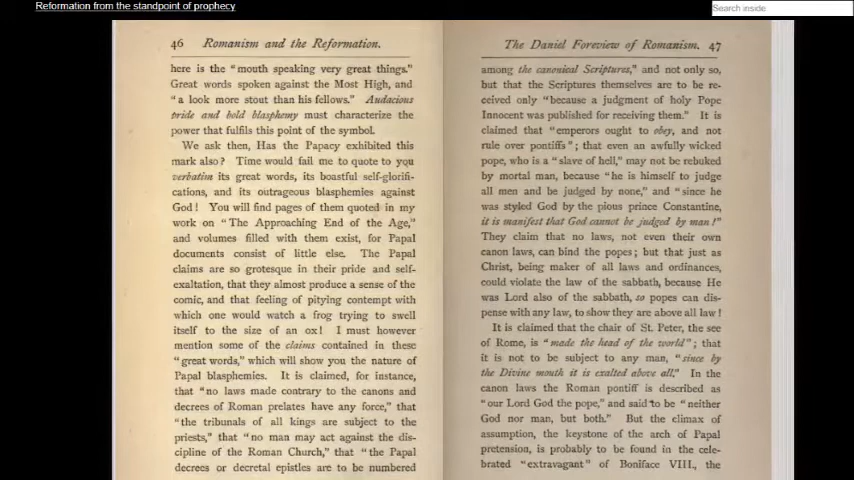 Reformation from the standpoint of prophecy
Search inside
46 Romanism and the Reformation.
here is the “mouth speaking very great things.”
Great words spoken against the Most High, and
“a look more stout than his fellows.” Audacious
pride and bold blasphemy must characterize the
power that fulfils this point of the symbol.
We ask then, Has the Papacy exhibited this
mark also? Time would fail me to quote to you
verbatim its great words, its boastful self-glorifi-
cations, and its outrageous blasphemies against
God! You will find pages of them quoted in my
work on “The Approaching End of the Age,”
and volumes filled with them exist, for Papal
documents consist of little else. The Papal
claims are so grotesque in their pride and self-
exaltation, that they almost produce a sense of the
comic, and that feeling of pitying contempt with
which one would watch a frog trying to swell
itself to the size of an ox! I must however
mention some of the claims contained in these
“great words,” which will show you the nature of
Papal blasphemies. It is claimed, for instance,
that “no laws made contrary to the canons and
decrees of Roman prelates have any force,” that
“the tribunals of all kings are subject to the
priests,” that “no man may act against the dis-
cipline of the Roman Church,” that “the Papal
decrees or decretal epistles are to be numbered
The Daniel Foreview of Romanism. 47
among the canonical Scriptures,” and not only so,
but that the Scriptures themselves are to be re-
ceived only “because a judgment of holy Pope
Innocent was published for receiving them.” It is
claimed that “emperors ought to obey, and not
rule over pontiffs”; that even an awfully wicked
pope, who is a “slave of hell,” may not be rebuked
by mortal man, because “he is himself to judge
all men and be judged by none,” and “since he
was styled God by the pious prince Constantine,
it is manifest that God cannot be judged by man!”
They claim that no laws, not even their own
canon laws, can bind the popes; but that just as
Christ, being maker of all laws and ordinances,
could violate the law of the sabbath, because He
was Lord also of the sabbath, so popes can dis-
pense with any law, to show they are above all law!
It is claimed that the chair of St. Peter, the see
of Rome, is “made the head of the world”; that
it is not to be subject to any man, “since by
the Divine mouth it is exalted above all.” In the
canon laws the Roman pontiff is described as
“our Lord God the pope,” and said to be “neither
God nor man, but both.” But the climax of
assumption, the keystone of the arch of Papal
pretension, is probably to be found in the cele-
brated “extravagant” of Boniface VIII., the